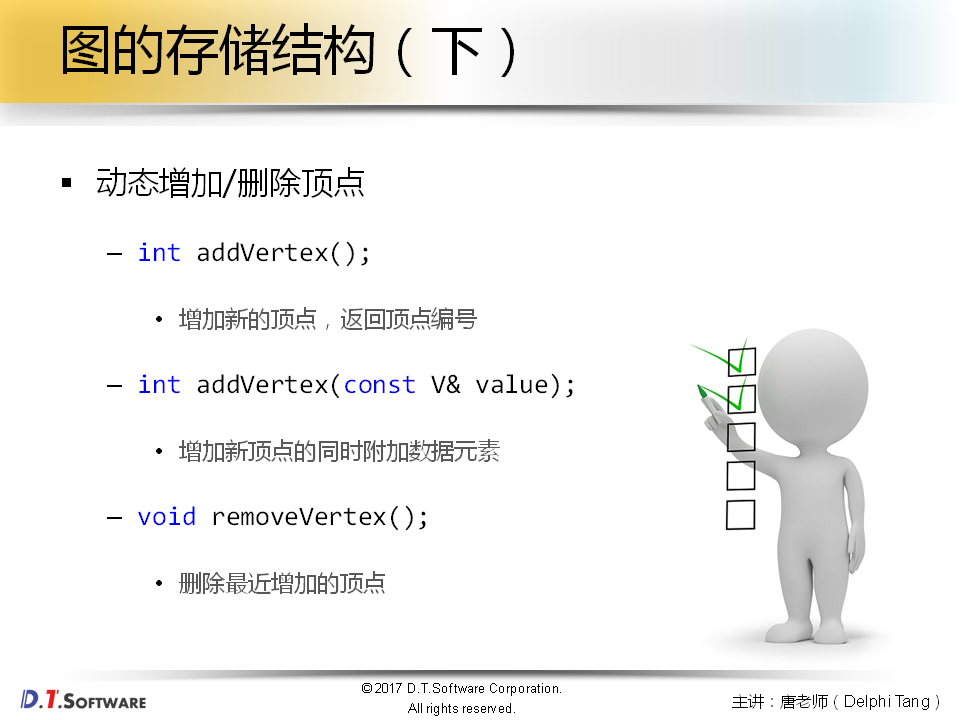 图的存储结构（下）
▪ 动态增加/删除顶点
– int addVertex();
• 增加新的顶点，返回顶点编号
– int addVertex(const V& value);
• 增加新顶点的同时附加数据元素
– void removeVertex();
• 删除最近增加的顶点
D.T.SOFTWARE
©2017 D.T.Software Corporation.
All rights reserved.
主讲：唐老师（Delphi Tang）